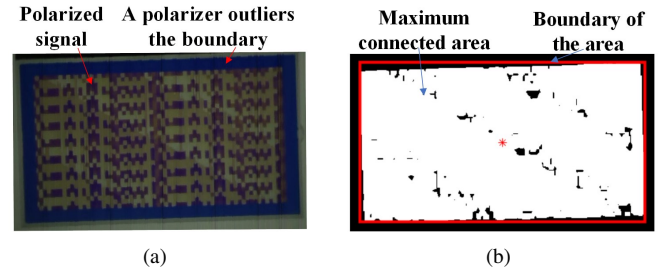 Polarized
signal
A polarizer outliers
the boundary
Maximum
connected area
Boundary of
the area
(a)
(b)